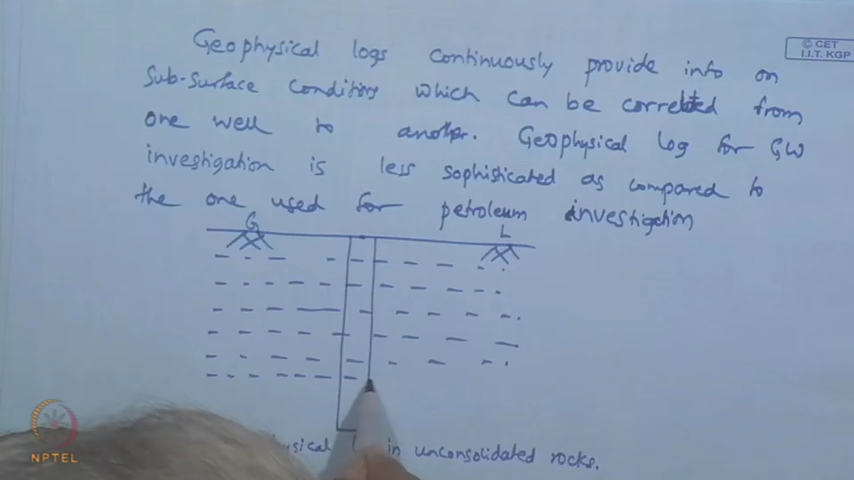 © CET
I.I.T. KGP
Geophysical logs continuously provide info on
Sub-surface conditions which can be correlated from
one well to another. Geophysical log for GW
investigation is less sophisticated as compared to
the one used for petroleum investigation
G L
in unconsolidated rocks.
NPTEL